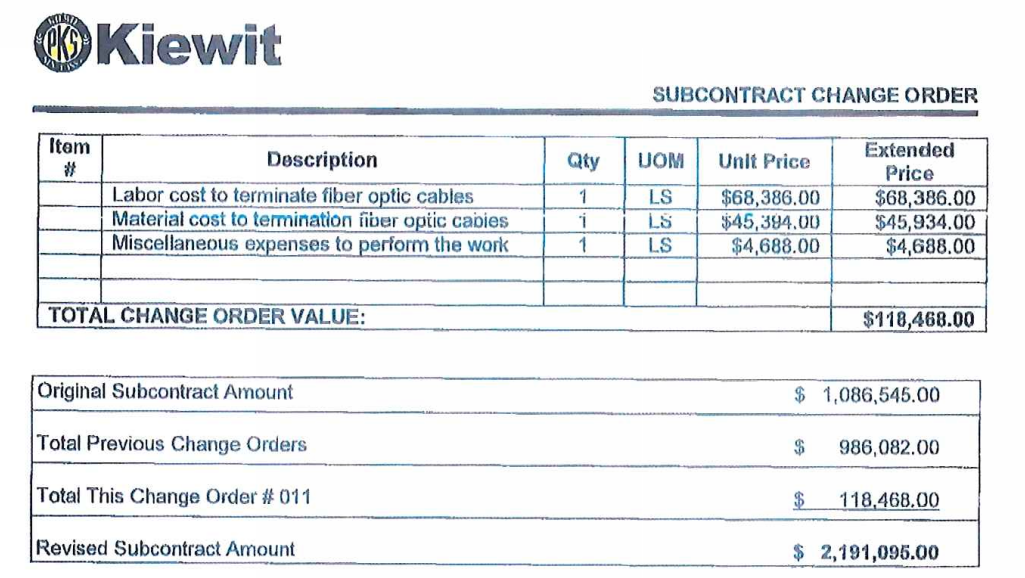 PKS Kiewit
SUBCONTRACT CHANGE ORDER
Item # Description Qty UOM Unit Price Extended Price
Labor cost to terminate fiber optic cables 1 LS $68,386.00 $68,386.00
Material cost to termination fiber optic cables 1 LS $45,394.00 $45,934.00
Miscellaneous expenses to perform the work 1 LS $4,688.00 $4,688.00
TOTAL CHANGE ORDER VALUE: $118,468.00
Original Subcontract Amount $ 1,086,545.00
Total Previous Change Orders $ 986,082.00
Total This Change Order # 011 $ 118,468.00
Revised Subcontract Amount $ 2,191,095.00